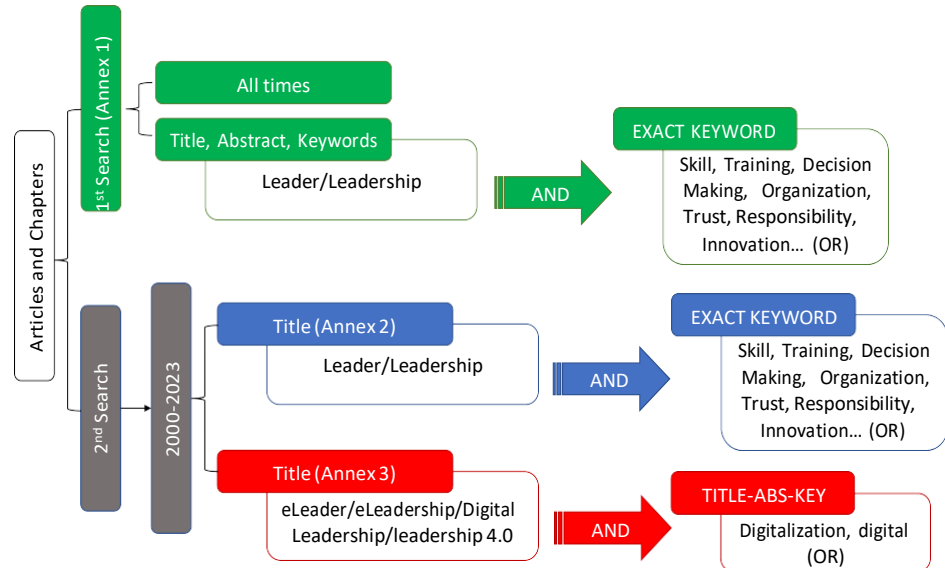 Articles and Chapters
1st Search (Annex 1)
All times
Title, Abstract, Keywords
Leader/Leadership
AND
EXACT KEYWORD
Skill, Training, Decision
Making, Organization,
Trust, Responsibility,
Innovation... (OR)
2nd Search
2000-2023
Title (Annex 2)
Leader/Leadership
AND
EXACT KEYWORD
Skill, Training, Decision
Making, Organization,
Trust, Responsibility,
Innovation... (OR)
Title (Annex 3)
eLeader/eLeadership/Digital
Leadership/leadership 4.0
AND
TITLE-ABS-KEY
Digitalization, digital
(OR)